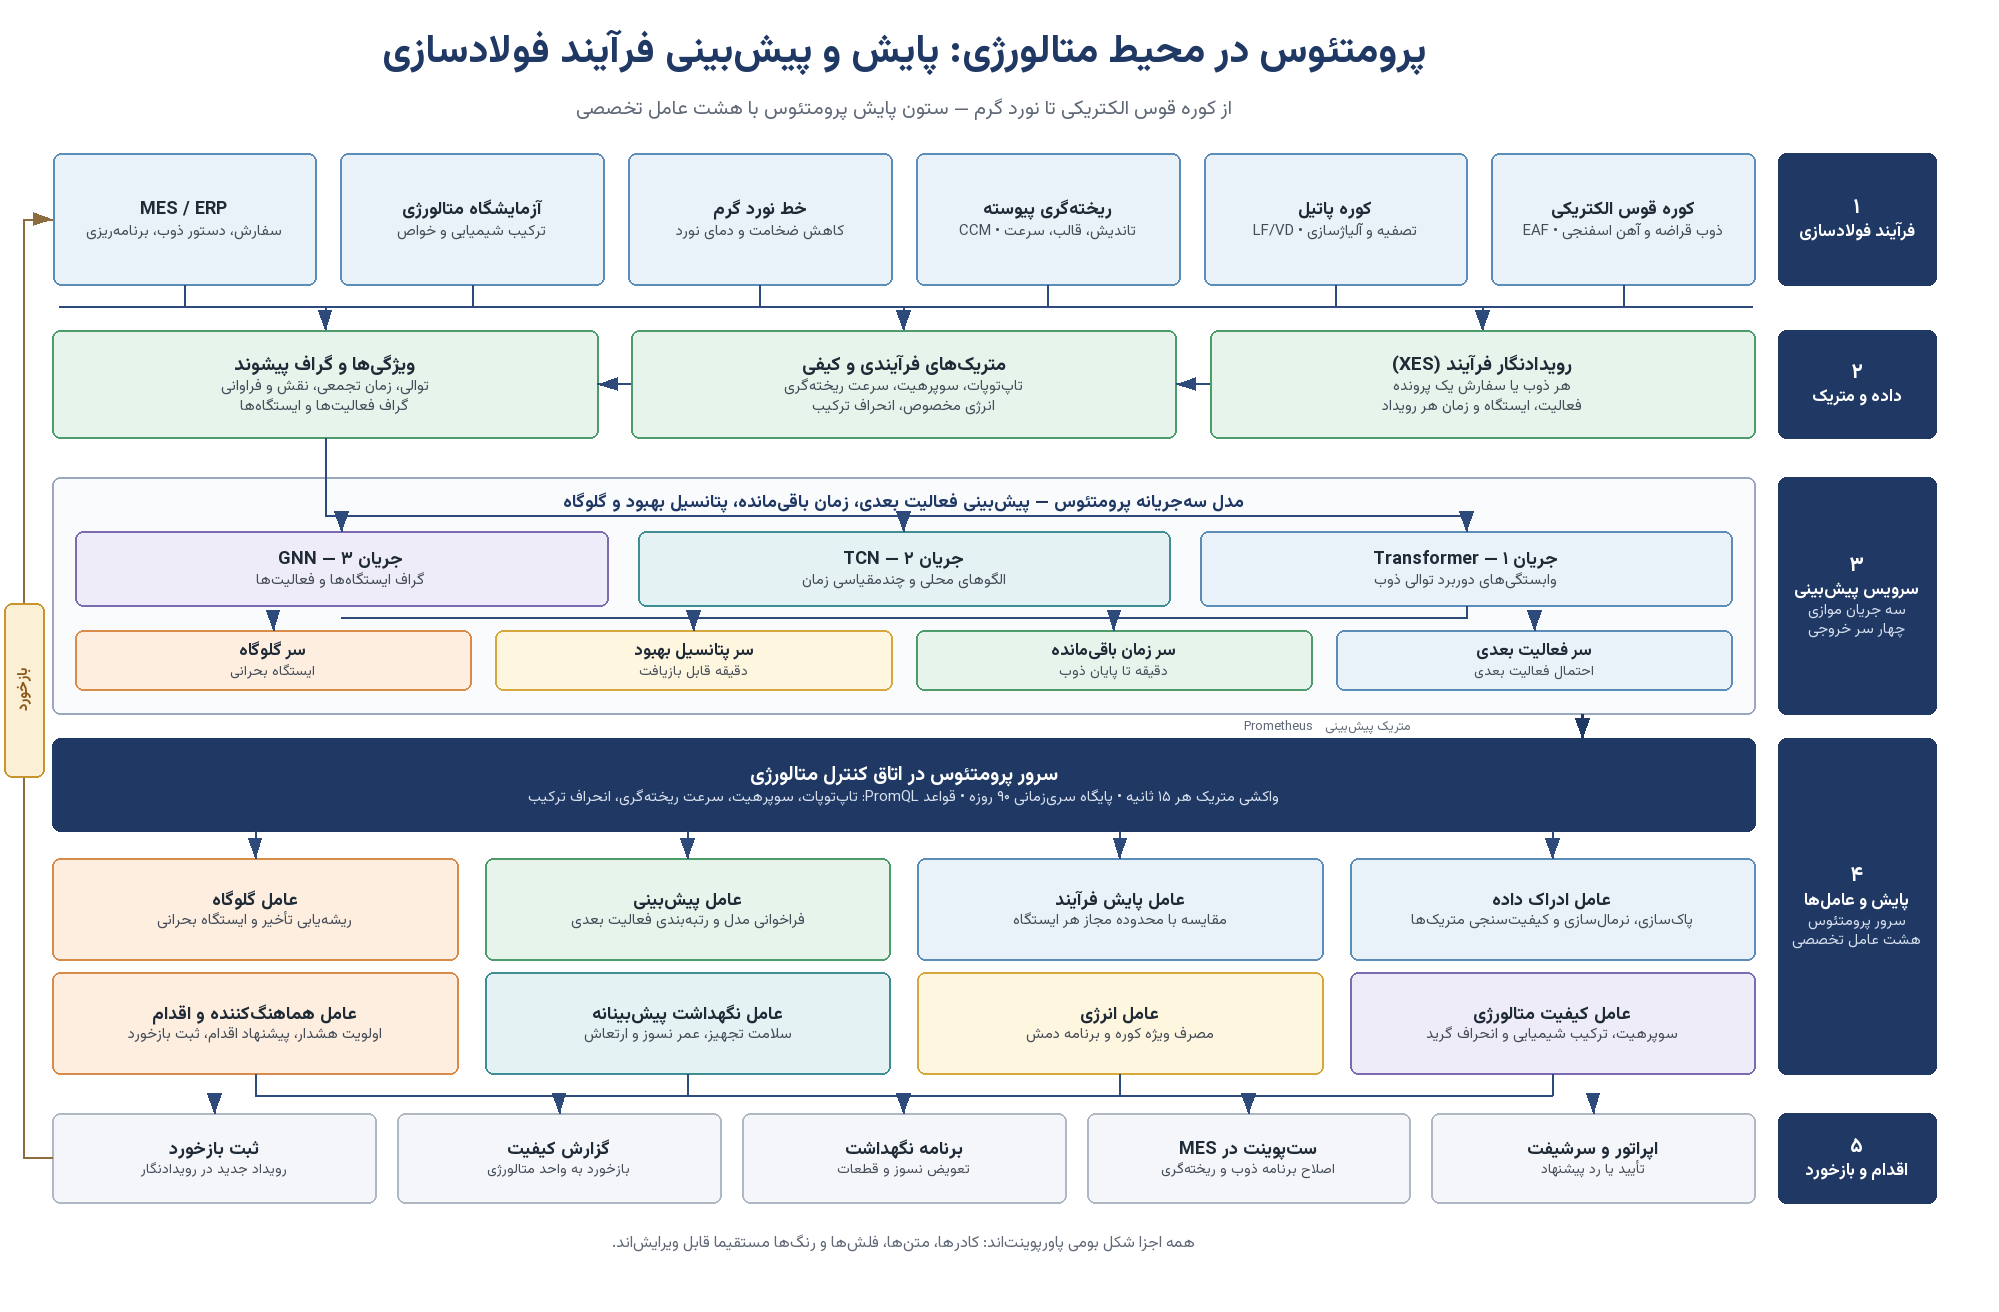 پرومتئوس در محیط متالورژی: پایش و پیش‌بینی فرآیند فولادسازی
از کوره قوس الکتریکی تا نورد گرم — ستون پایش پرومتئوس با هشت عامل تخصصی
۱
فرآیند فولادسازی
کوره قوس الکتریکی
ذوب قراضه و آهن اسفنجی • EAF
کوره پاتیل
تصفیه و آلیاژسازی • LF/VD
ریخته‌گری پیوسته
تاندیش، قالب، سرعت • CCM
خط نورد گرم
کاهش ضخامت و دمای نورد
آزمایشگاه متالورژی
ترکیب شیمیایی و خواص
MES / ERP
سفارش، دستور ذوب، برنامه‌ریزی
۲
داده و متریک
رویدادنگار فرآیند (XES)
هر ذوب یا سفارش یک پرونده
فعالیت، ایستگاه و زمان هر رویداد
متریک‌های فرآیندی و کیفی
تاپ‌توپات، سوپرهیت، سرعت ریخته‌گری
انرژی مخصوص، انحراف ترکیب
ویژگی‌ها و گراف پیشوند
توالی، زمان تجمعی، نقش و فراوانی
گراف فعالیت‌ها و ایستگاه‌ها
۳
سرویس پیش‌بینی
سه جریان موازی
چهار سر خروجی
مدل سه‌جریانه پرومتئوس — پیش‌بینی فعالیت بعدی، زمان باقی‌مانده، پتانسیل بهبود و گلوگاه
جریان ۱ — Transformer
وابستگی‌های دوربرد توالی ذوب
جریان ۲ — TCN
الگوهای محلی و چندمقیاسی زمان
جریان ۳ — GNN
گراف ایستگاه‌ها و فعالیت‌ها
سر فعالیت بعدی
احتمال فعالیت بعدی
سر زمان باقی‌مانده
دقیقه تا پایان ذوب
سر پتانسیل بهبود
دقیقه قابل بازیافت
سر گلوگاه
ایستگاه بحرانی
متریک پیش‌بینی Prometheus
بازخورد
۴
پایش و عامل‌ها
سرور پرومتئوس
هشت عامل تخصصی
سرور پرومتئوس در اتاق کنترل متالورژی
واکشی متریک هر ۱۵ ثانیه • پایگاه سری‌زمانی ۹۰ روزه • قواعد PromQL: تاپ‌توپات، سوپرهیت، سرعت ریخته‌گری، انحراف ترکیب
عامل ادراک داده
پاک‌سازی، نرمال‌سازی و کیفیت‌سنجی متریک‌ها
عامل پایش فرآیند
مقایسه با محدوده مجاز هر ایستگاه
عامل پیش‌بینی
فراخوانی مدل و رتبه‌بندی فعالیت بعدی
عامل گلوگاه
ریشه‌یابی تأخیر و ایستگاه بحرانی
عامل کیفیت متالورژی
سوپرهیت، ترکیب شیمیایی و انحراف گرید
عامل انرژی
مصرف ویژه کوره و برنامه دمش
عامل نگهداشت پیش‌بینانه
سلامت تجهیز، عمر نسوز و ارتعاش
عامل هماهنگ‌کننده و اقدام
اولویت هشدار، پیشنهاد اقدام، ثبت بازخورد
۵
اقدام و بازخورد
اپراتور و سرشیفت
تأیید یا رد پیشنهاد
ست‌پوینت در MES
اصلاح برنامه ذوب و ریخته‌گری
برنامه نگهداشت
تعویض نسوز و قطعات
گزارش کیفیت
بازخورد به واحد متالورژی
ثبت بازخورد
رویداد جدید در رویدادنگار
همه اجزا شکل بومی پاورپوینت‌اند: کادرها، متن‌ها، فلش‌ها و رنگ‌ها مستقیما قابل ویرایش‌اند.